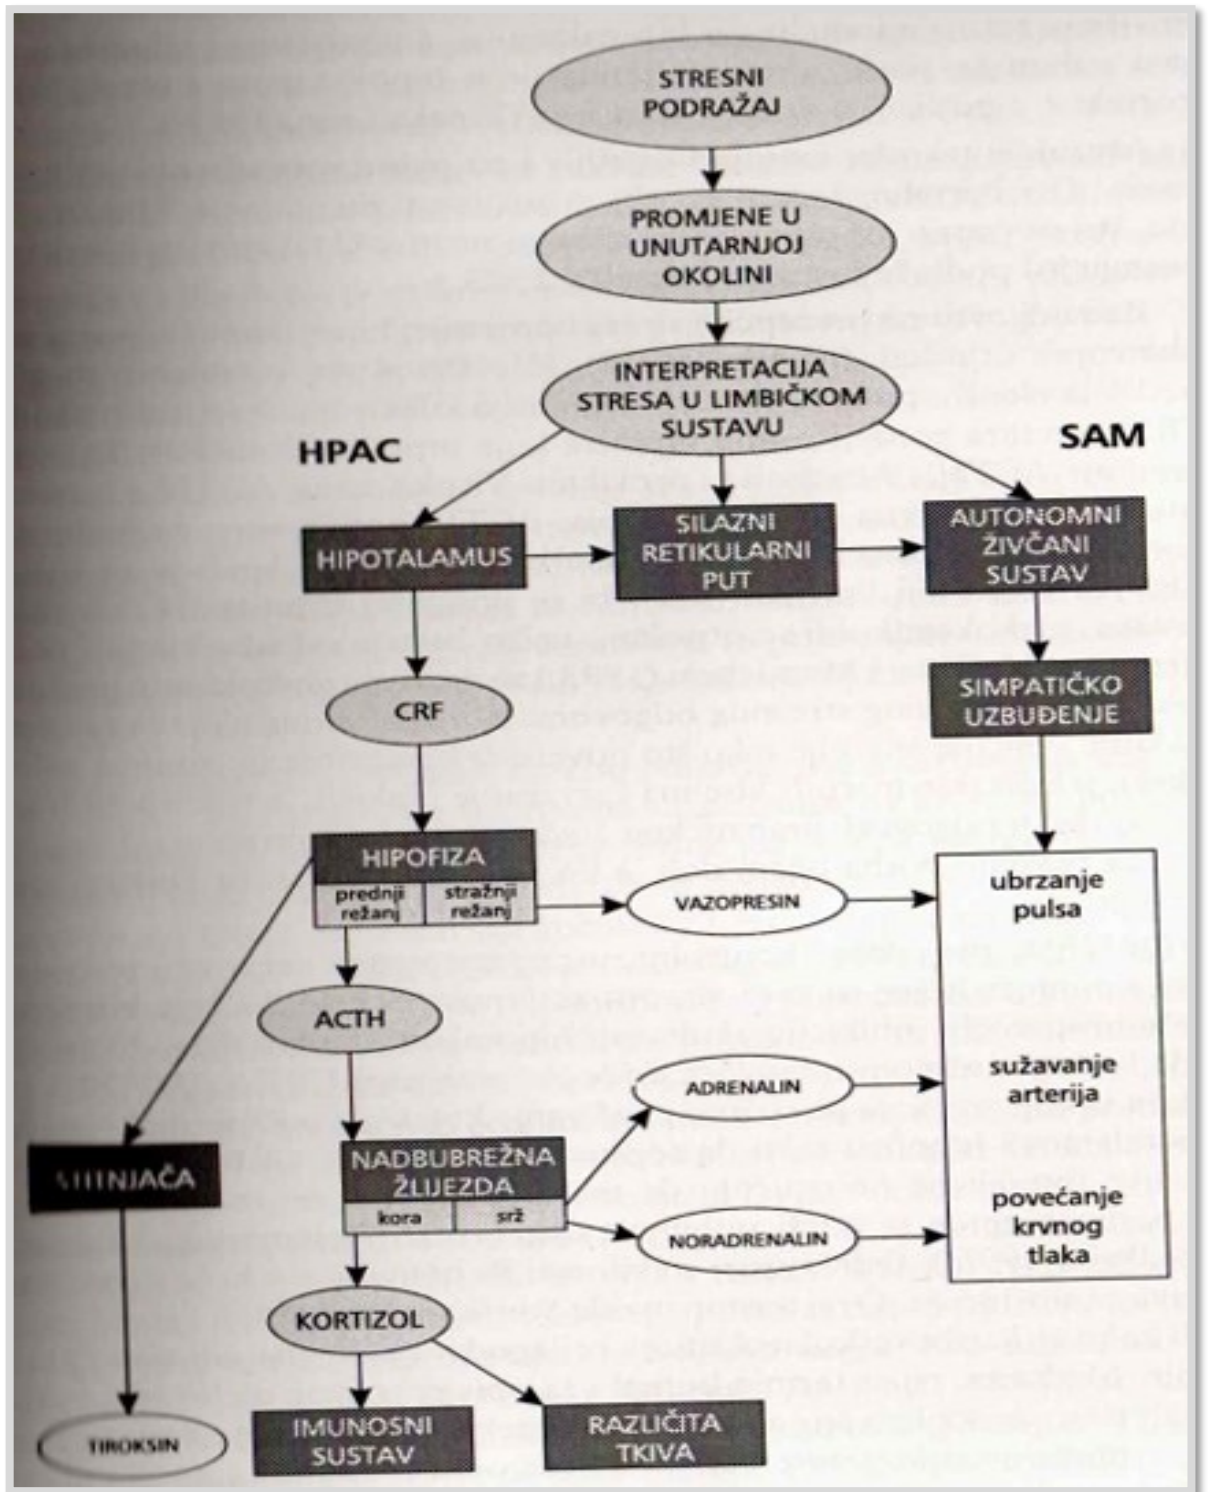 STRESNI
PODRAŽAJ
PROMJENE U
UNUTARNJOJ
OKOLINI
INTERPRETACIJA
STRESA U LIMBIČKOM
SUSTAVU
HPAC
SAM
HIPOTALAMUS
SILAZNI
RETIKULARNI
PUT
AUTONOMNI
ŽIVČANI
SUSTAV
CRF
SIMPATIČKO
UZBUĐENJE
HIPOFIZA
prednji
režanj
stražnji
režanj
VAZOPRESIN
ubrzanje
pulsa
ACTH
ADRENALIN
sužavanje
arterija
NADBUBREŽNA
ŽLIJEZDA
kora
srž
NORADRENALIN
povećanje
krvnog
tlaka
KORTIZOL
TIROKSIN
IMUNOSNI
SUSTAV
RAZLIČITA
TKIVA